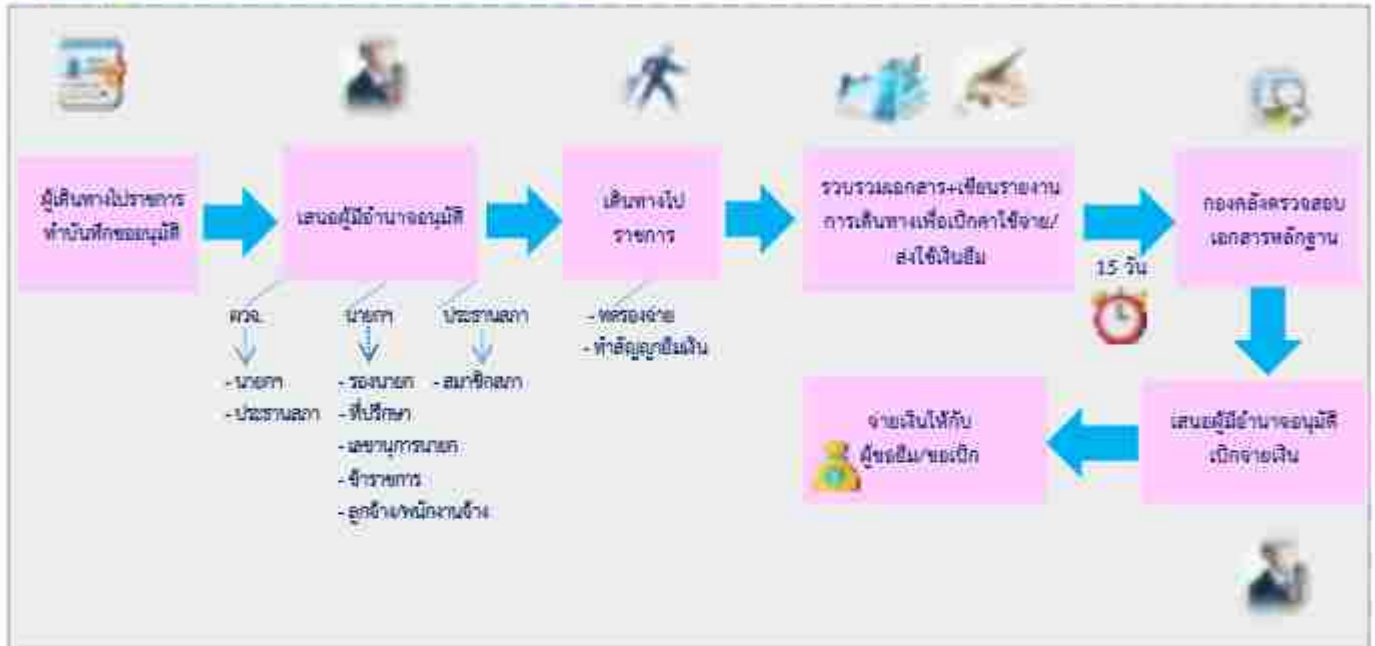 ผู้เดินทางไปราชการ
ทำบันทึกขออนุมัติ
เสนอผู้มีอำนาจอนุมัติ
ผวจ.
- นายกฯ
- ประธานสภา
นายกฯ
- รองนายก
- ที่ปรึกษา
- เลขานุการนายก
- ข้าราชการ
- ลูกจ้าง/พนักงานจ้าง
ประธานสภา
- สมาชิกสภา
เดินทางไป
ราชการ
- ทดรองจ่าย
- ทำสัญญายืมเงิน
รวบรวมเอกสาร+เขียนรายงาน
การเดินทางเพื่อเบิกค่าใช้จ่าย/
ส่งใช้เงินยืม
15 วัน
กองคลังตรวจสอบ
เอกสารหลักฐาน
เสนอผู้มีอำนาจอนุมัติ
เบิกจ่ายเงิน
จ่ายเงินให้กับ
ผู้ขอยืม/ขอเบิก